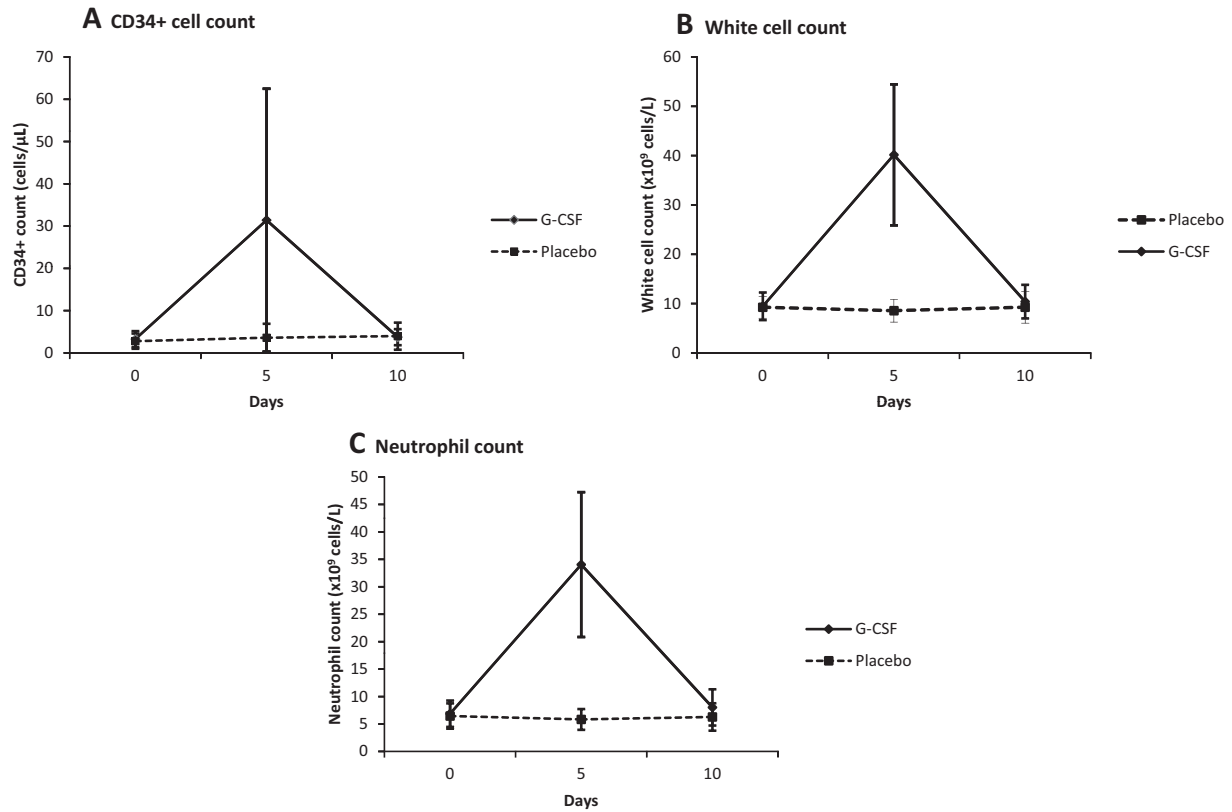 A CD34+ cell count
70
60
50
40
30
20
10
0
CD34+ count (cells/μL)
0 5 10
Days
G-CSF
Placebo
B White cell count
60
50
40
30
20
10
0
White cell count (x10⁹ cells/L)
0 5 10
Days
Placebo
G-CSF
C Neutrophil count
50
45
40
35
30
25
20
15
10
5
0
Neutrophil count (x10⁹ cells/L)
0 5 10
Days
G-CSF
Placebo